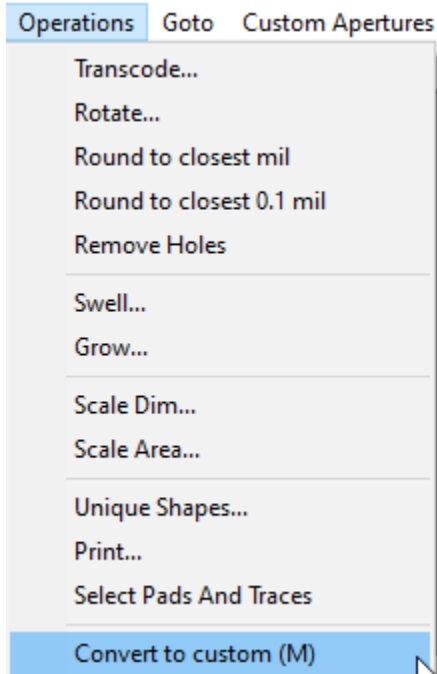 Operations Goto Custom Apertures
Transcode...
Rotate...
Round to closest mil
Round to closest 0.1 mil
Remove Holes
Swell...
Grow...
Scale Dim...
Scale Area...
Unique Shapes...
Print...
Select Pads And Traces
Convert to custom (M)